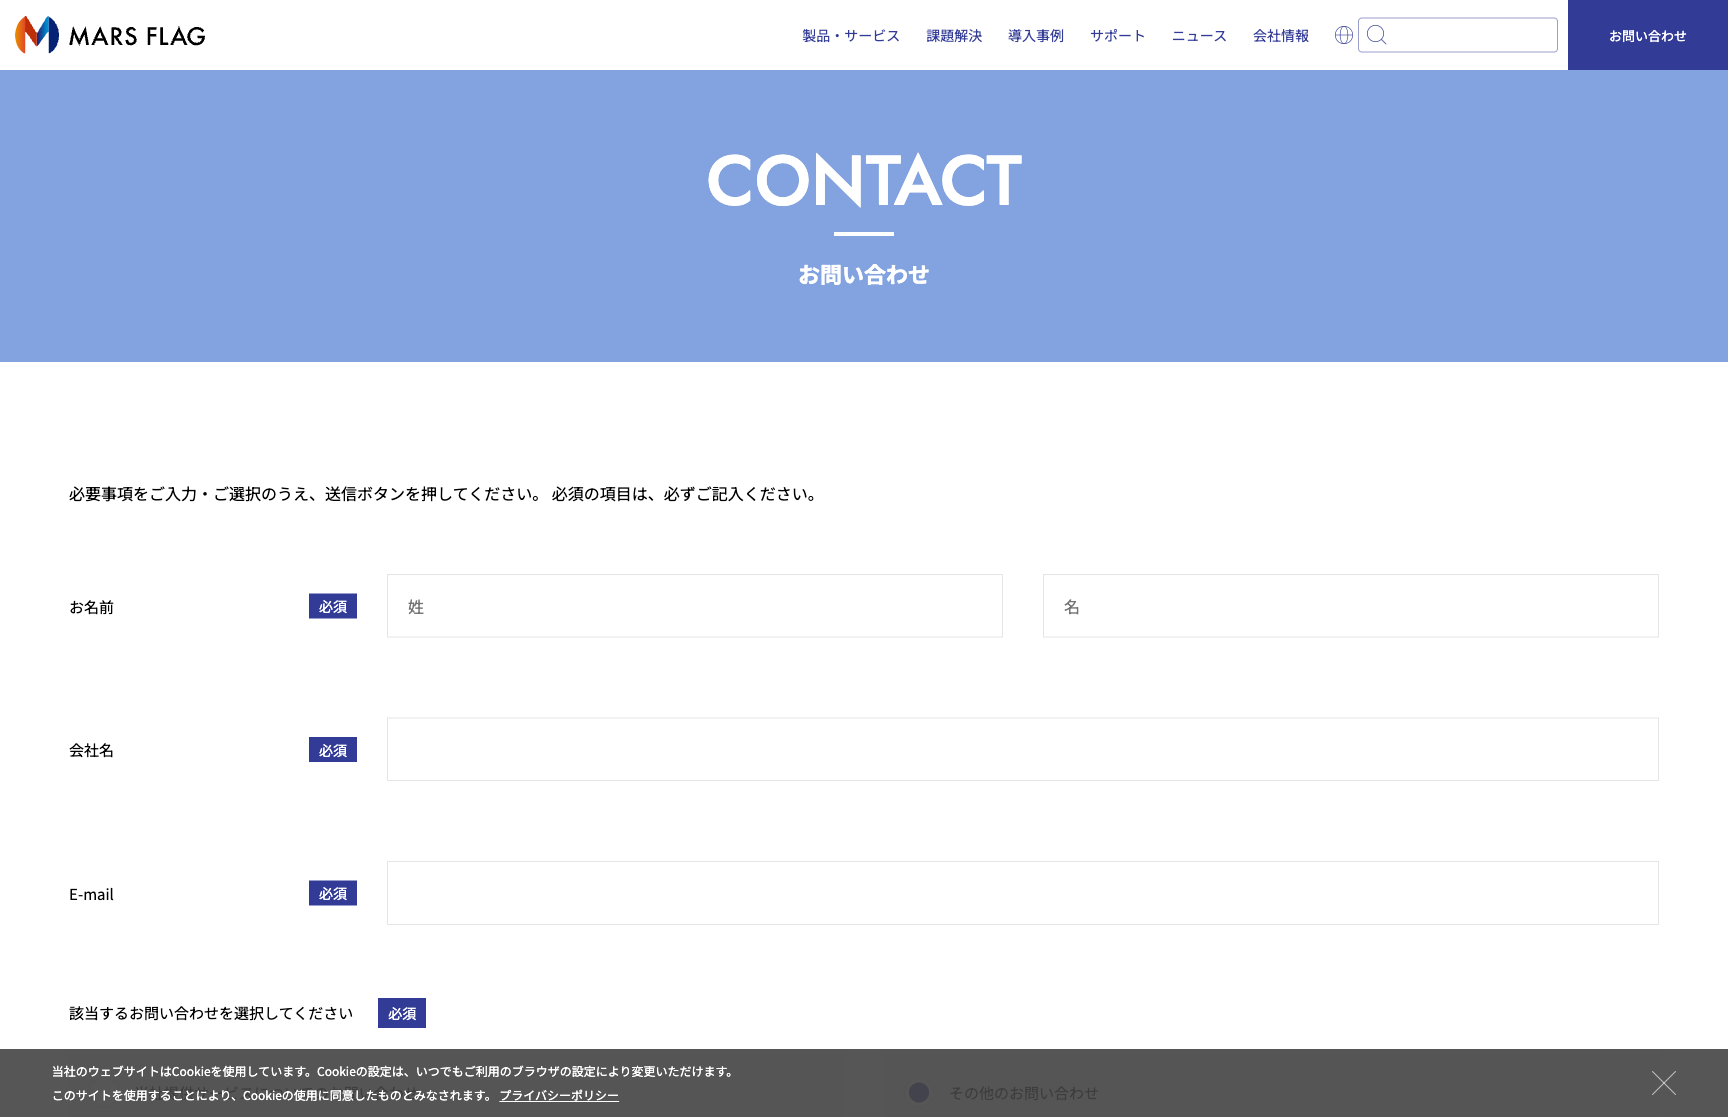 MARS FLAG
製品・サービス 課題解決 導入事例 サポート ニュース 会社情報 お問い合わせ
CONTACT
お問い合わせ
必要事項をご入力・ご選択のうえ、送信ボタンを押してください。 必須の項目は、必ずご記入ください。
お名前 必須 姓 名
会社名 必須
E-mail 必須
該当するお問い合わせを選択してください 必須
当社のウェブサイトはCookieを使用しています。Cookieの設定は、いつでもご利用のブラウザの設定により変更いただけます。
その他のお問い合わせ
このサイトを使用することにより、Cookieの使用に同意したものとみなされます。 プライバシーポリシー